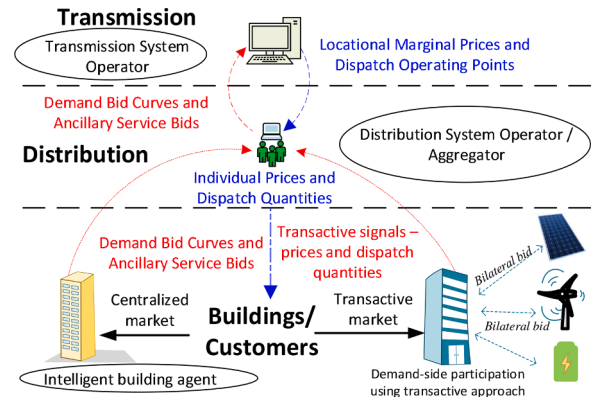 Transmission
Transmission System
Operator
Locational Marginal Prices and
Dispatch Operating Points
Demand Bid Curves and
Ancillary Service Bids
Distribution
Distribution System Operator /
Aggregator
Individual Prices and
Dispatch Quantities
Demand Bid Curves and
Ancillary Service Bids
Transactive signals –
prices and dispatch
quantities
Bilateral bid
Bilateral bid
Centralized
market
Buildings/
Customers
Transactive
market
Intelligent building agent
Demand-side participation
using transactive approach